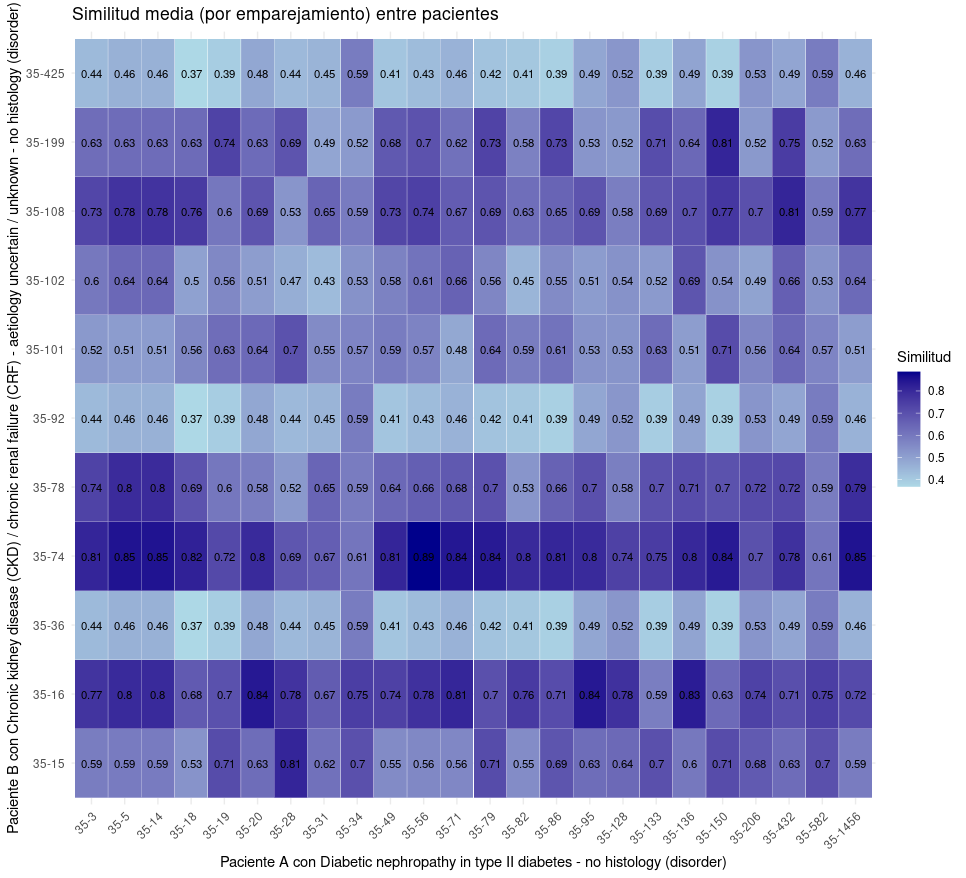 Similitud media (por emparejamiento) entre pacientes
Paciente B con Chronic kidney disease (CKD) / chronic renal failure (CRF) - aetiology uncertain / unknown - no histology (disorder)
35-425 0.44 0.46 0.46 0.37 0.39 0.48 0.44 0.45 0.59 0.41 0.43 0.46 0.42 0.41 0.39 0.49 0.52 0.39 0.49 0.39 0.53 0.49 0.59 0.46
35-199 0.63 0.63 0.63 0.63 0.74 0.63 0.69 0.49 0.52 0.68 0.7 0.62 0.73 0.58 0.73 0.53 0.52 0.71 0.64 0.81 0.52 0.75 0.52 0.63
35-108 0.73 0.78 0.78 0.76 0.6 0.69 0.53 0.65 0.59 0.73 0.74 0.67 0.69 0.63 0.65 0.69 0.58 0.69 0.7 0.77 0.7 0.81 0.59 0.77
35-102 0.6 0.64 0.64 0.5 0.56 0.51 0.47 0.43 0.53 0.58 0.61 0.66 0.56 0.45 0.55 0.51 0.54 0.52 0.69 0.54 0.49 0.66 0.53 0.64
35-101 0.52 0.51 0.51 0.56 0.63 0.64 0.7 0.55 0.57 0.59 0.57 0.48 0.64 0.59 0.61 0.53 0.53 0.63 0.51 0.71 0.56 0.64 0.57 0.51
35-92 0.44 0.46 0.46 0.37 0.39 0.48 0.44 0.45 0.59 0.41 0.43 0.46 0.42 0.41 0.39 0.49 0.52 0.39 0.49 0.39 0.53 0.49 0.59 0.46
35-78 0.74 0.8 0.8 0.69 0.6 0.58 0.52 0.65 0.59 0.64 0.66 0.68 0.7 0.53 0.66 0.7 0.58 0.7 0.71 0.7 0.72 0.72 0.59 0.79
35-74 0.81 0.85 0.85 0.82 0.72 0.8 0.69 0.67 0.61 0.81 0.89 0.84 0.84 0.8 0.81 0.8 0.74 0.75 0.8 0.84 0.7 0.78 0.61 0.85
35-36 0.44 0.46 0.46 0.37 0.39 0.48 0.44 0.45 0.59 0.41 0.43 0.46 0.42 0.41 0.39 0.49 0.52 0.39 0.49 0.39 0.53 0.49 0.59 0.46
35-16 0.77 0.8 0.8 0.68 0.7 0.84 0.78 0.67 0.75 0.74 0.78 0.81 0.7 0.76 0.71 0.84 0.78 0.59 0.83 0.63 0.74 0.71 0.75 0.72
35-15 0.59 0.59 0.59 0.53 0.71 0.63 0.81 0.62 0.7 0.55 0.56 0.56 0.71 0.55 0.69 0.63 0.64 0.7 0.6 0.71 0.68 0.63 0.7 0.59
35-3 35-5 35-14 35-18 35-19 35-20 35-28 35-31 35-34 35-49 35-56 35-71 35-79 35-82 35-86 35-95 35-128 35-133 35-136 35-150 35-206 35-432 35-582 35-1456
Paciente A con Diabetic nephropathy in type II diabetes - no histology (disorder)
Similitud
0.8
0.7
0.6
0.5
0.4